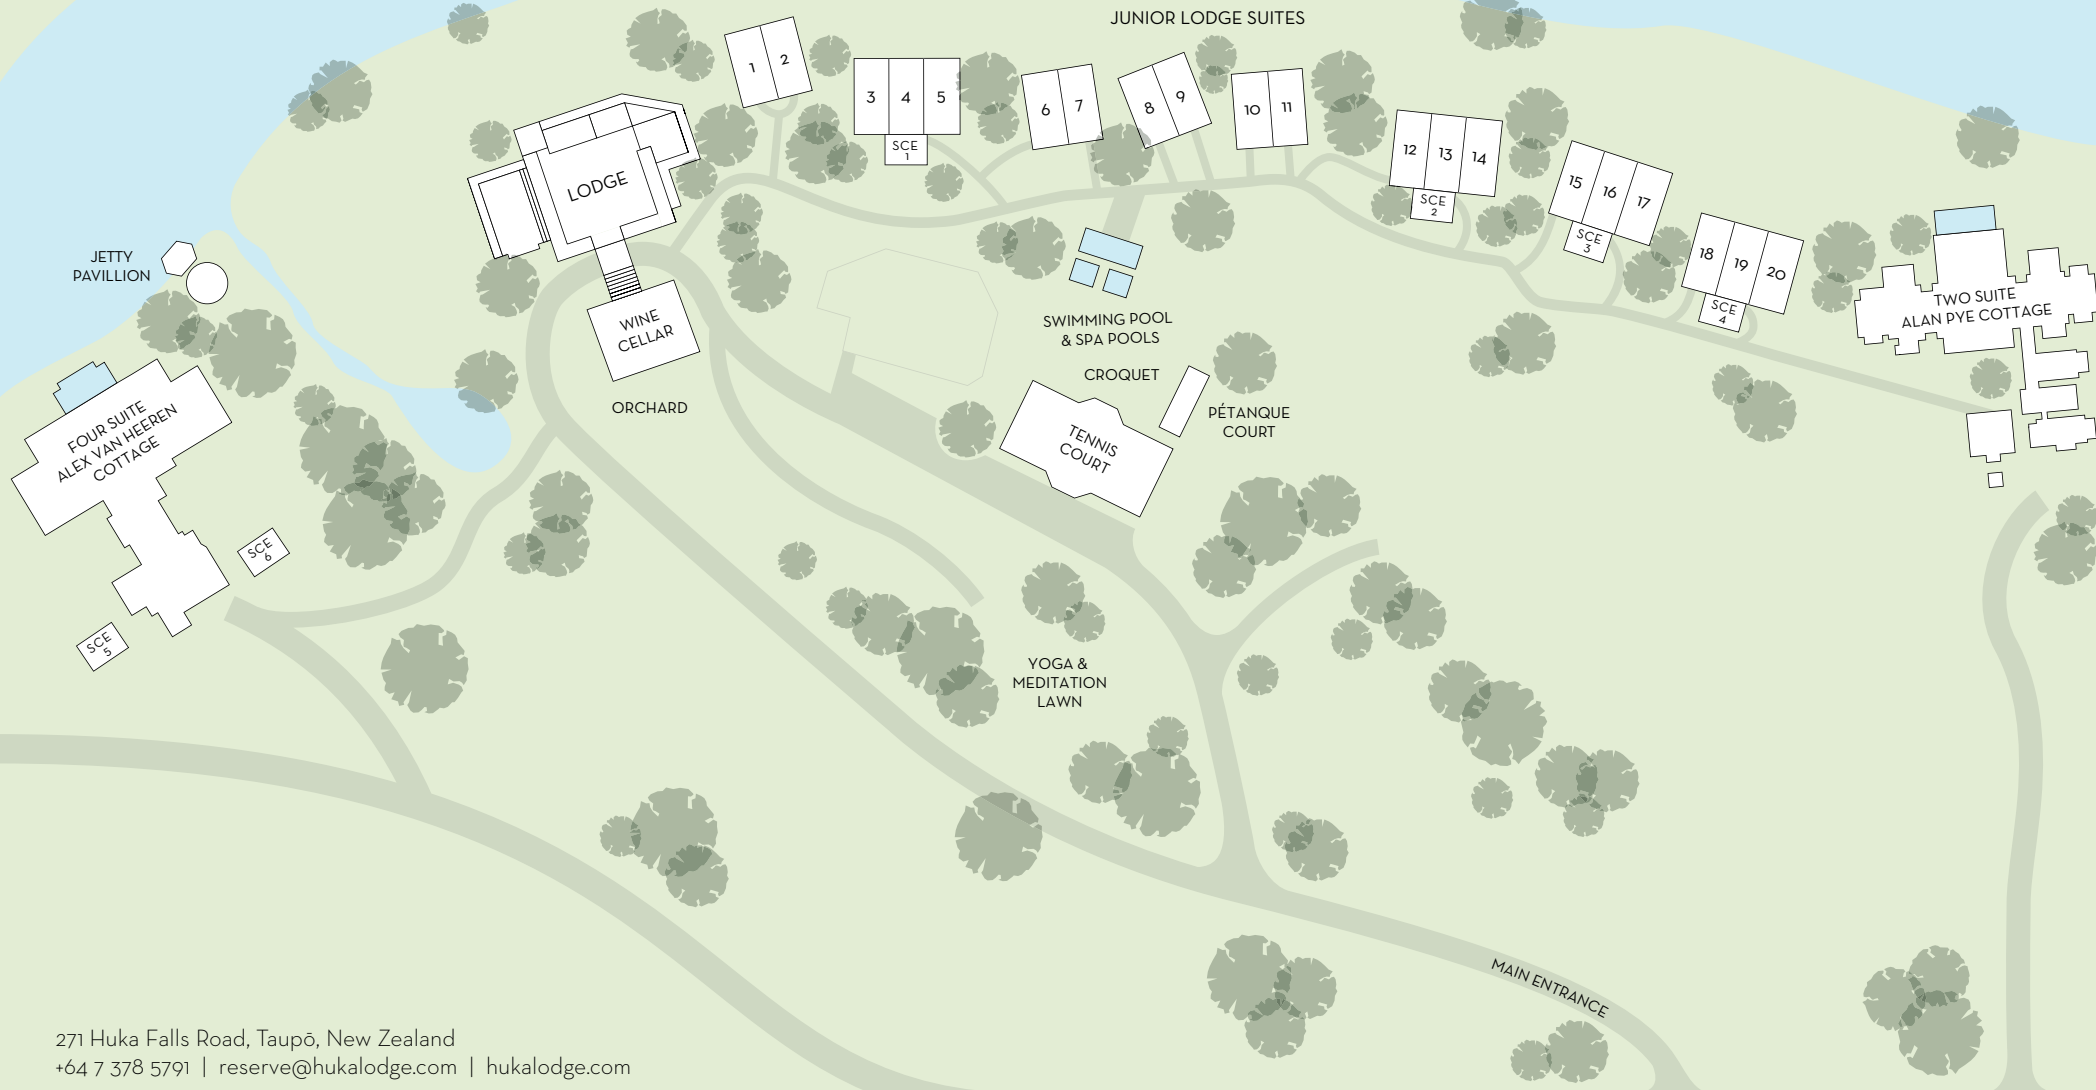 JUNIOR LODGE SUITES
1
2
3
4
5
SCE
1
6
7
8
9
10
11
12
13
14
SCE
2
15
16
17
SCE
3
18
19
20
SCE
4
LODGE
JETTY
PAVILLION
WINE
CELLAR
ORCHARD
SWIMMING POOL
& SPA POOLS
CROQUET
PÉTANQUE
COURT
TENNIS
COURT
TWO SUITE
ALAN PYE COTTAGE
FOUR SUITE
ALEX VAN HEEREN
COTTAGE
SCE
6
SCE
5
YOGA &
MEDITATION
LAWN
MAIN ENTRANCE
271 Huka Falls Road, Taupō, New Zealand
+64 7 378 5791 | reserve@hukalodge.com | hukalodge.com